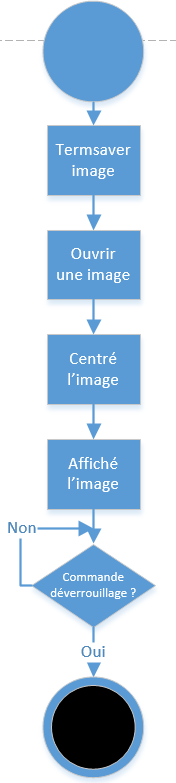 Termsaver
image
Ouvrir
une image
Centré
l’image
Affiché
l’image
Non
Commande
déverrouillage ?
Oui